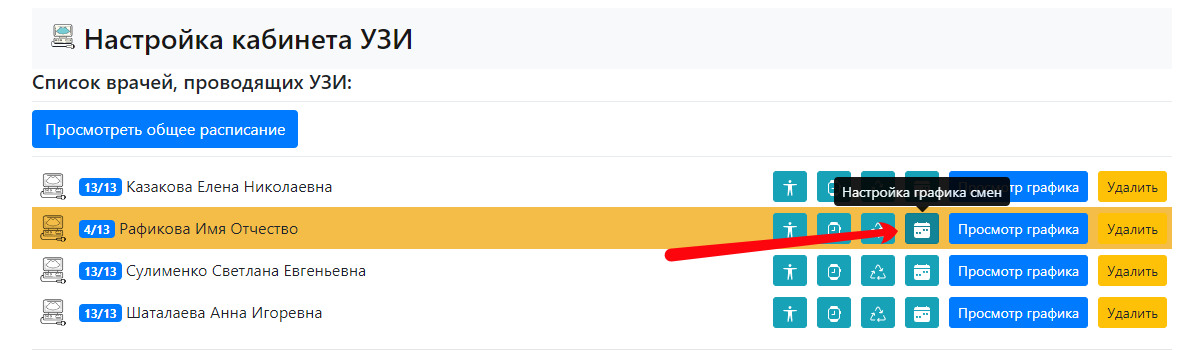 Настройка кабинета УЗИ
Список врачей, проводящих УЗИ:
Просмотреть общее расписание
13/13 Казакова Елена Николаевна Просмотр графика Удалить
Настройка графика смен
4/13 Рафикова Имя Отчество Просмотр графика Удалить
13/13 Сулименко Светлана Евгеньевна Просмотр графика Удалить
13/13 Шаталаева Анна Игоревна Просмотр графика Удалить